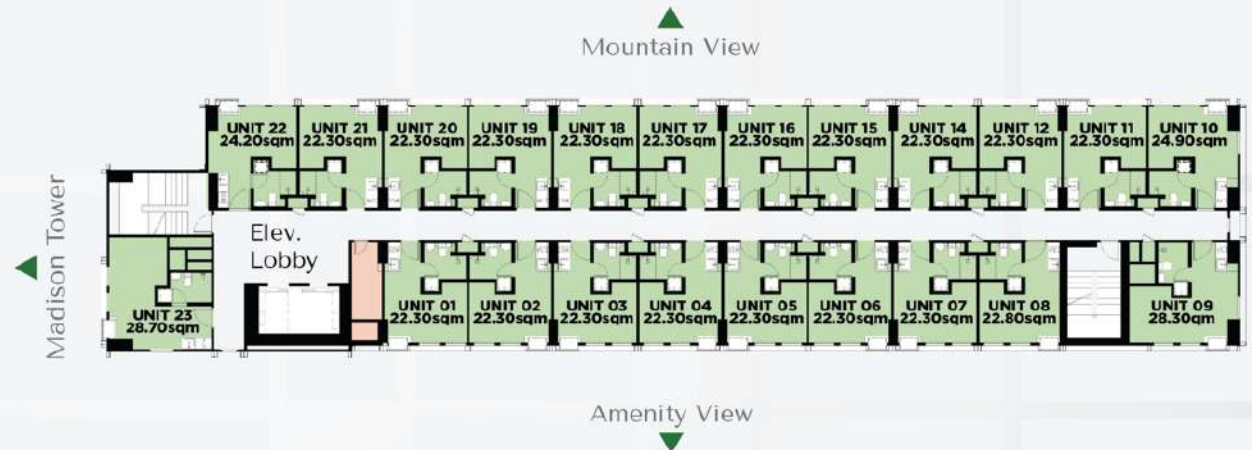 Mountain View
UNIT 22
24.20sqm
UNIT 21
22.30sqm
UNIT 20
22.30sqm
UNIT 19
22.30sqm
UNIT 18
22.30sqm
UNIT 17
22.30sqm
UNIT 16
22.30sqm
UNIT 15
22.30sqm
UNIT 14
22.30sqm
UNIT 12
22.30sqm
UNIT 11
22.30sqm
UNIT 10
24.90sqm
Madison Tower
Elev.
Lobby
UNIT 23
28.70sqm
UNIT 01
22.30sqm
UNIT 02
22.30sqm
UNIT 03
22.30sqm
UNIT 04
22.30sqm
UNIT 05
22.30sqm
UNIT 06
22.30sqm
UNIT 07
22.30sqm
UNIT 08
22.80sqm
UNIT 09
28.30qm
Amenity View